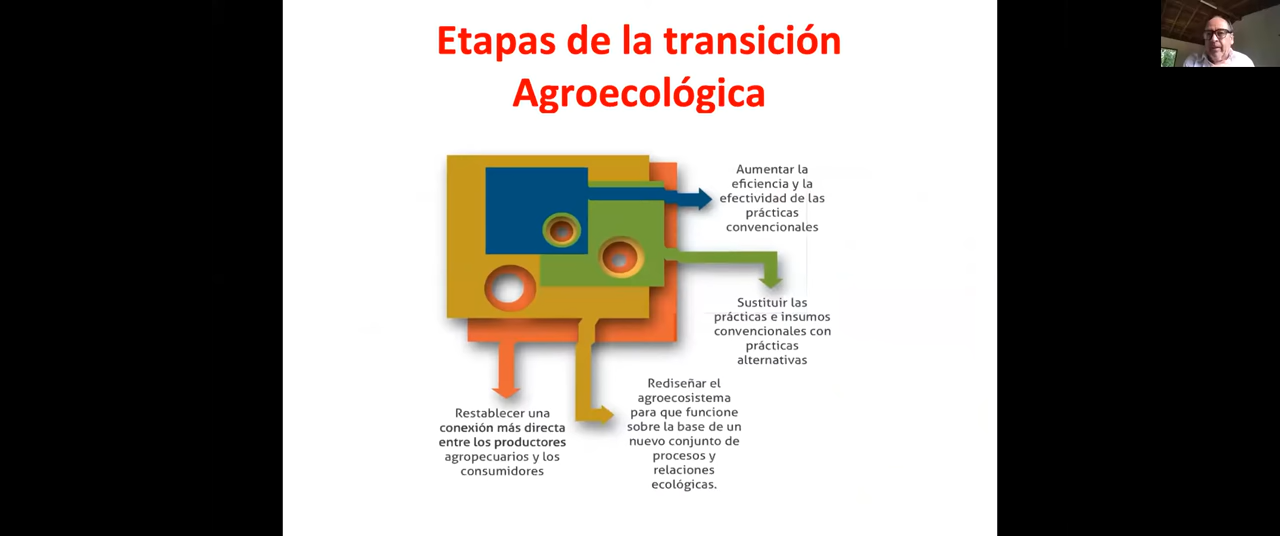 Etapas de la transición
Agroecológica
Aumentar la
eficiencia y la
efectividad de las
prácticas
convencionales
Sustituir las
prácticas e insumos
convencionales con
prácticas
alternativas
Rediseñar el
agroecosistema
para que funcione
sobre la base de un
nuevo conjunto de
procesos y
relaciones
ecológicas.
Restablecer una
conexión más directa
entre los productores
agropecuarios y los
consumidores